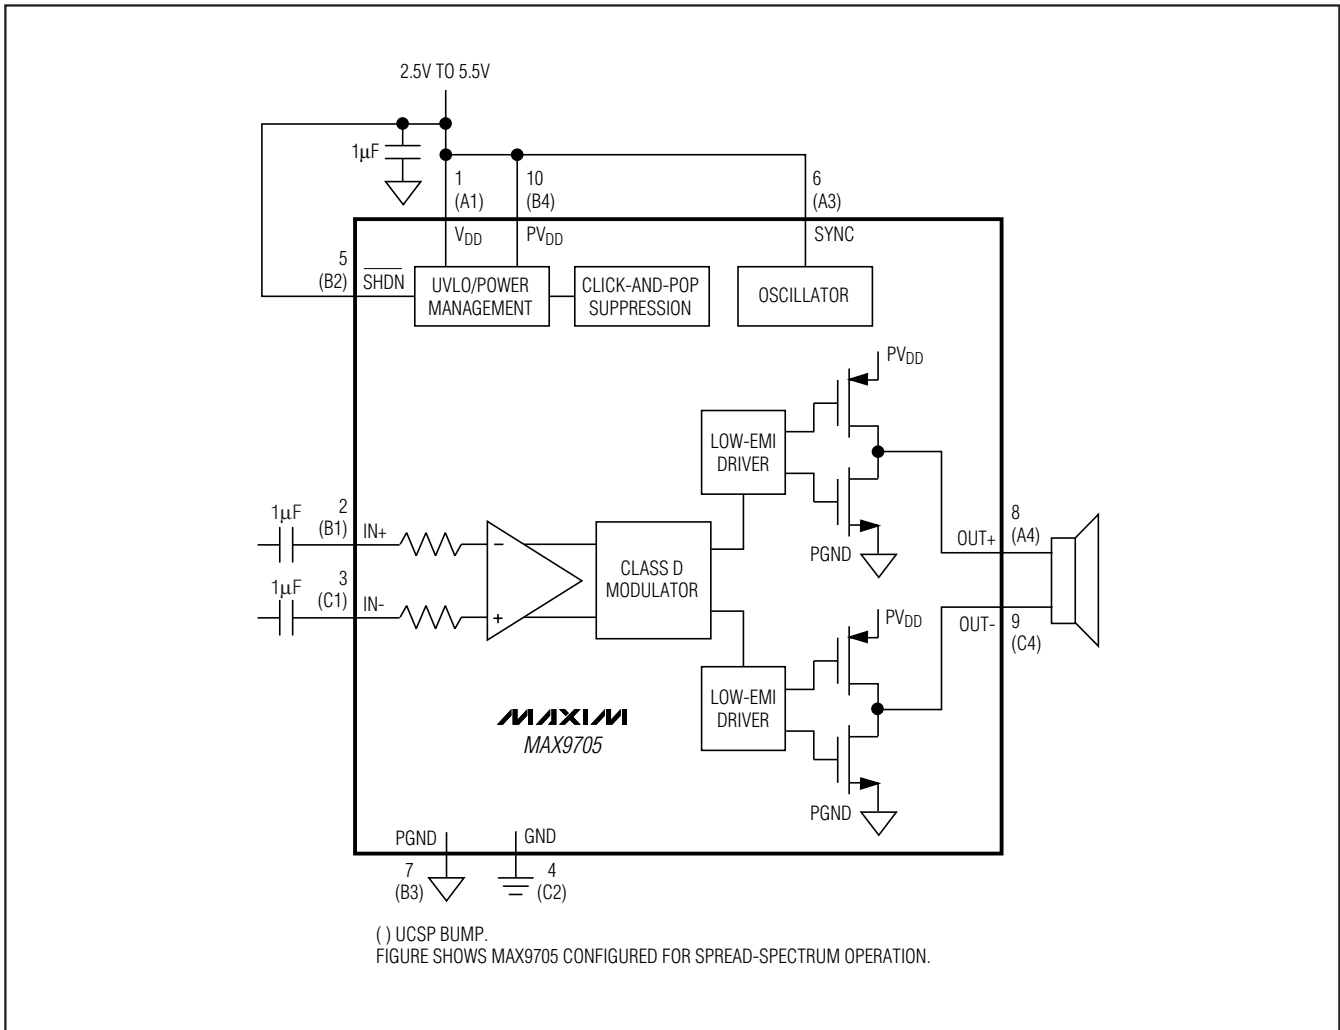 2.5V TO 5.5V
1µF
1
(A1)
10
(B4)
6
(A3)
VDD
PVDD
SYNC
5
(B2)
SHDN
UVLO/POWER
MANAGEMENT
CLICK-AND-POP
SUPPRESSION
OSCILLATOR
PVDD
LOW-EMI
DRIVER
1µF
2
(B1)
IN+
−
CLASS D
MODULATOR
PGND
OUT+
8
(A4)
1µF
3
(C1)
IN-
+
PVDD
OUT-
9
(C4)
LOW-EMI
DRIVER
MAXIM
MAX9705
PGND
PGND
GND
7
(B3)
4
(C2)
( ) UCSP BUMP.
FIGURE SHOWS MAX9705 CONFIGURED FOR SPREAD-SPECTRUM OPERATION.